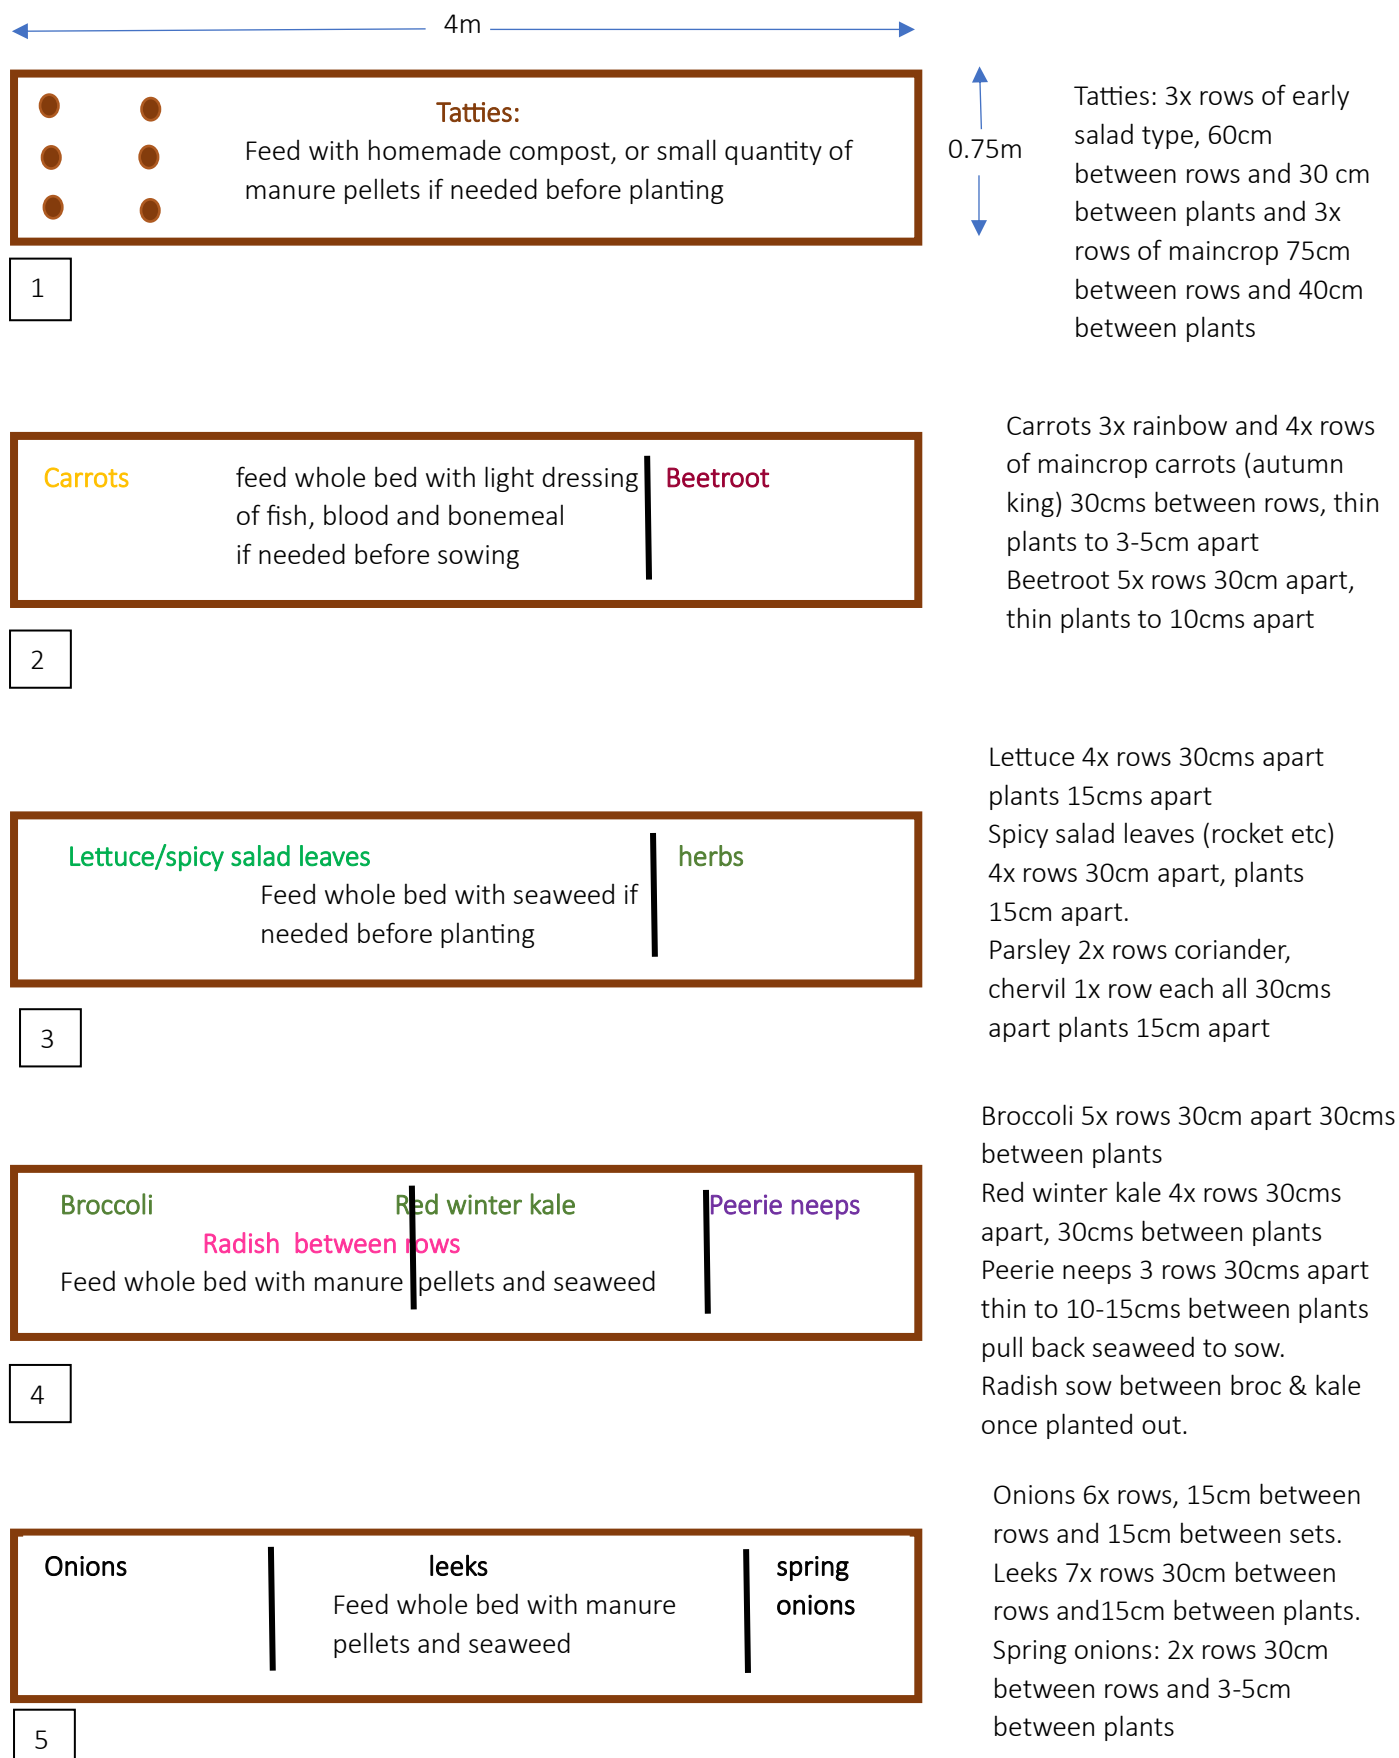 4m
Tatties:
Feed with homemade compost, or small quantity of
manure pellets if needed before planting
0.75m
Tatties: 3x rows of early
salad type, 60cm
between rows and 30 cm
between plants and 3x
rows of maincrop 75cm
between rows and 40cm
between plants
1
Carrots
feed whole bed with light dressing
of fish, blood and bonemeal
if needed before sowing
Beetroot
Carrots 3x rainbow and 4x rows
of maincrop carrots (autumn
king) 30cms between rows, thin
plants to 3-5cm apart
Beetroot 5x rows 30cm apart,
thin plants to 10cms apart
2
Lettuce/spicy salad leaves
Feed whole bed with seaweed if
needed before planting
herbs
Lettuce 4x rows 30cms apart
plants 15cms apart
Spicy salad leaves (rocket etc)
4x rows 30cm apart, plants
15cm apart.
Parsley 2x rows coriander,
chervil 1x row each all 30cms
apart plants 15cm apart
3
Broccoli
Red winter kale
Peerie neeps
Radish between rows
Feed whole bed with manure pellets and seaweed
Broccoli 5x rows 30cm apart 30cms
between plants
Red winter kale 4x rows 30cms
apart, 30cms between plants
Peerie neeps 3 rows 30cms apart
thin to 10-15cms between plants
pull back seaweed to sow.
Radish sow between broc & kale
once planted out.
4
Onions
leeks
Feed whole bed with manure
pellets and seaweed
spring
onions
Onions 6x rows, 15cm between
rows and 15cm between sets.
Leeks 7x rows 30cm between
rows and15cm between plants.
Spring onions: 2x rows 30cm
between rows and 3-5cm
between plants
5